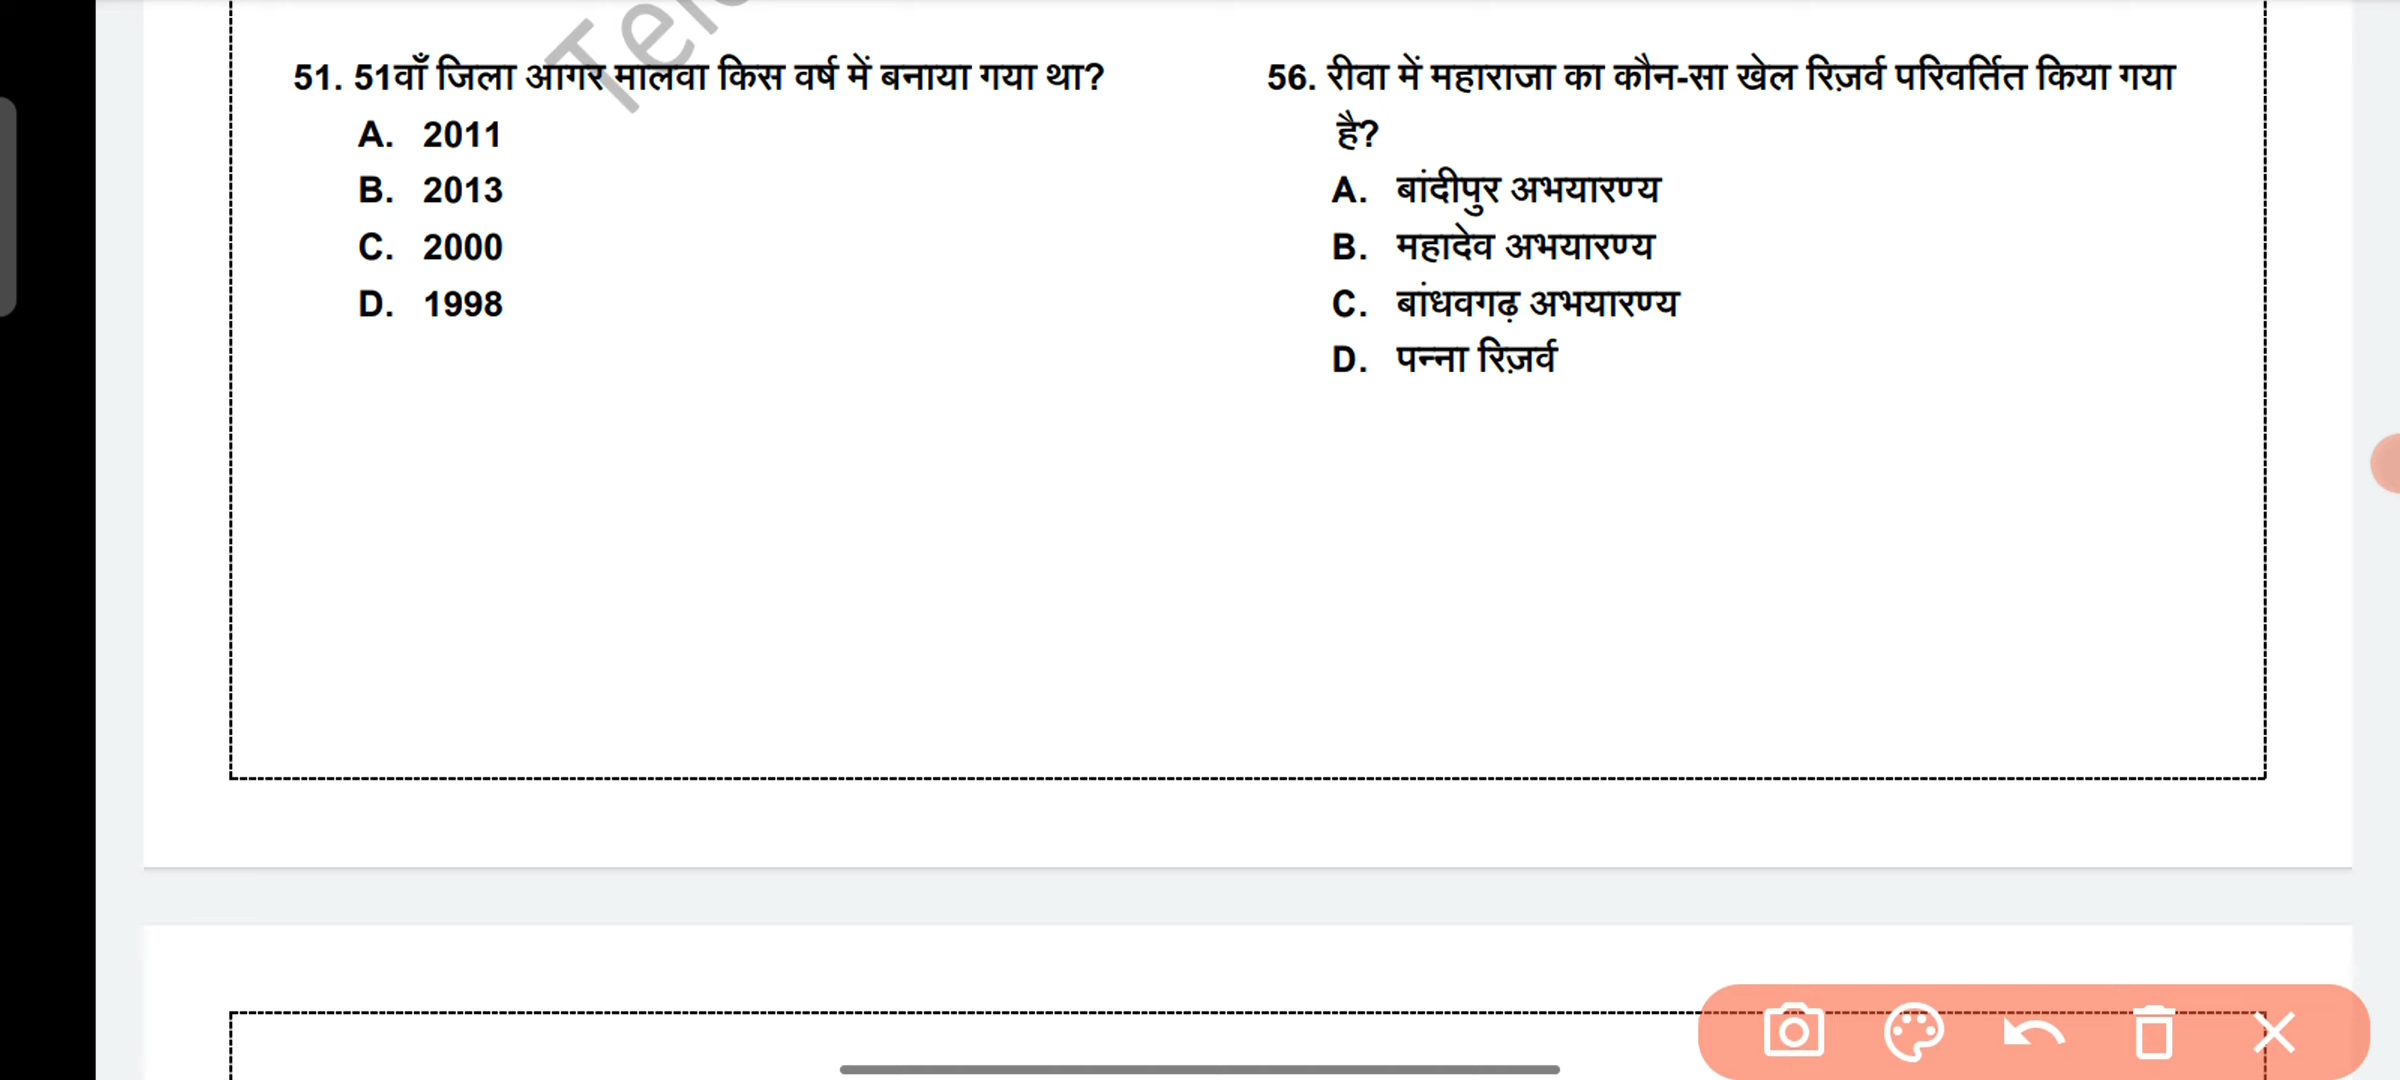 51. 51वाँ जिला आगर मालवा किस वर्ष में बनाया गया था?
A. 2011
B. 2013
C. 2000
D. 1998
56. रीवा में महाराजा का कौन-सा खेल रिज़र्व परिवर्तित किया गया
है?
A. बांदीपुर अभयारण्य
B. महादेव अभयारण्य
C. बांधवगढ़ अभयारण्य
D. पन्ना रिज़र्व